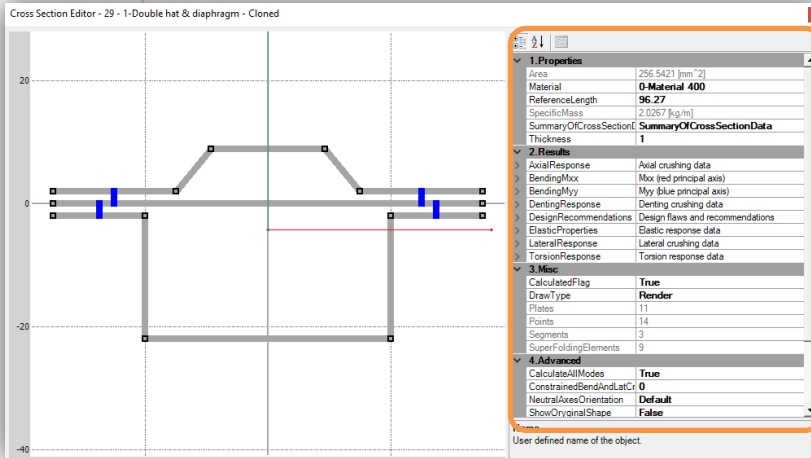 Cross Section Editor - 29 - 1-Double hat & diaphragm - Cloned
20
0
-20
-40
1.Properties
Area 256.5421 [mm^2]
Material 0-Material 400
ReferenceLength 96.27
SpecificMass 2.0267 [kg/m]
SummaryOfCrossSectionD SummaryOfCrossSectionData
Thickness 1
2.Results
AxialResponse Axial crushing data
BendingMxx Mxx (red principal axis)
BendingMyy Myy (blue principal axis)
DentingResponse Denting crushing data
DesignRecommendations Design flaws and recommendations
ElasticProperties Elastic response data
LateralResponse Lateral crushing data
TorsionResponse Torsion response data
3.Misc
CalculatedFlag True
DrawType Render
Plates 11
Points 14
Segments 3
SuperFoldingElements 9
4.Advanced
CalculateAllModes True
ConstrainedBendAndLatCr 0
NeutralAxesOrientation Default
ShowOryginalShape False
Name
User defined name of the object.